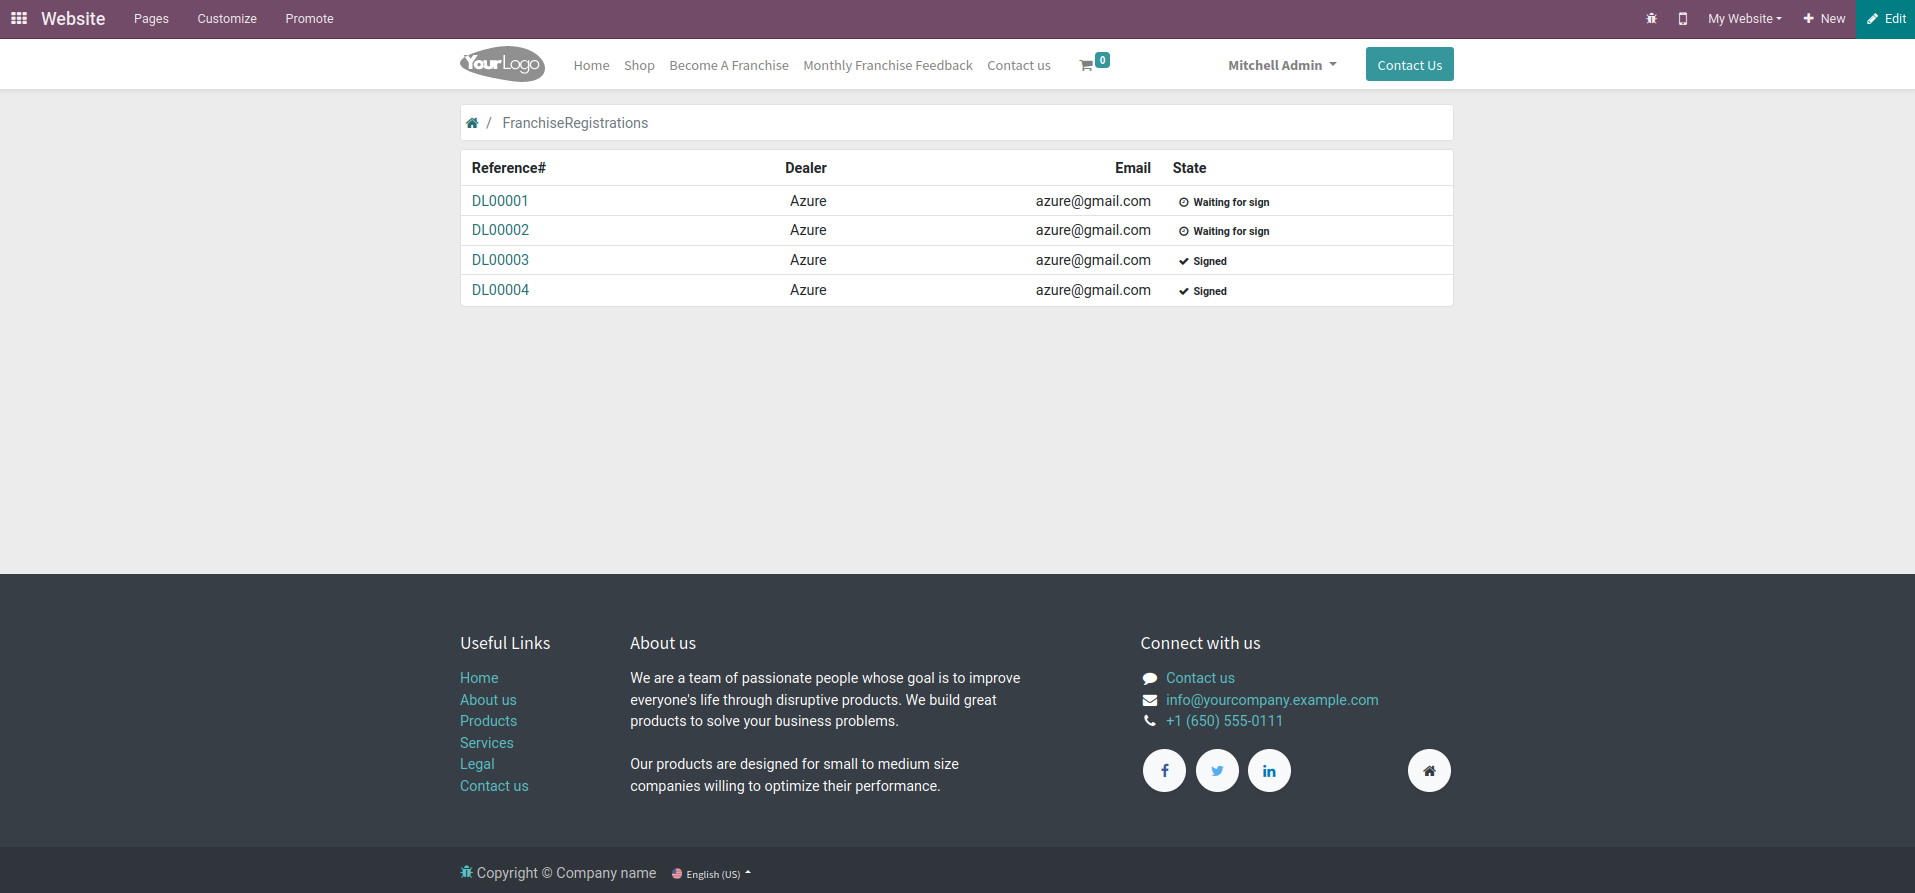 Website Pages Customize Promote My Website New Edit
YourLogo Home Shop Become A Franchise Monthly Franchise Feedback Contact us 0 Mitchell Admin Contact Us
/ FranchiseRegistrations
Reference# Dealer Email State
DL00001 Azure azure@gmail.com Waiting for sign
DL00002 Azure azure@gmail.com Waiting for sign
DL00003 Azure azure@gmail.com Signed
DL00004 Azure azure@gmail.com Signed
Useful Links
Home
About us
Products
Services
Legal
Contact us
About us
We are a team of passionate people whose goal is to improve
everyone's life through disruptive products. We build great
products to solve your business problems.
Our products are designed for small to medium size
companies willing to optimize their performance.
Connect with us
Contact us
info@yourcompany.example.com
+1 (650) 555-0111
Copyright © Company name English (US)